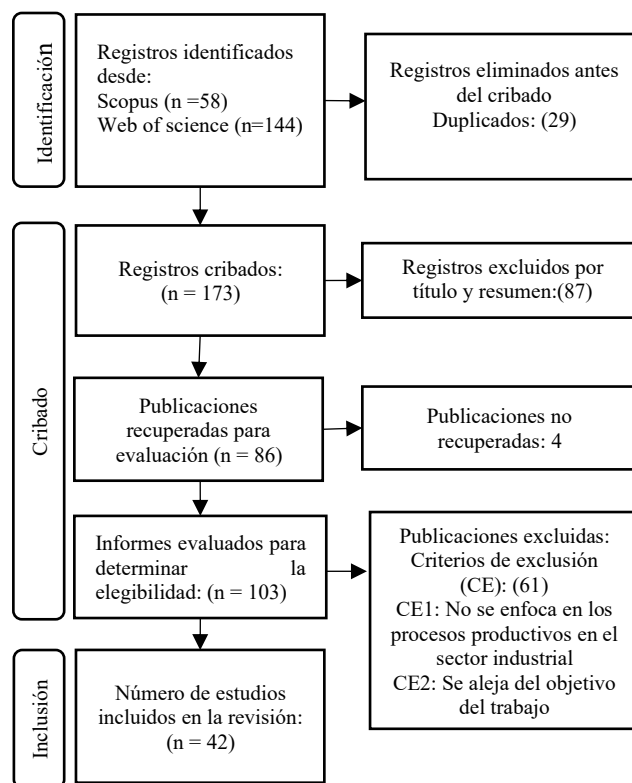 Identificación
Registros identificados
desde:
Scopus (n =58)
Web of science (n=144)
Registros eliminados antes
del cribado
Duplicados: (29)
Cribado
Registros cribados:
(n = 173)
Registros excluidos por
título y resumen:(87)
Publicaciones
recuperadas para
evaluación (n = 86)
Publicaciones no
recuperadas: 4
Informes evaluados para
determinar la
elegibilidad: (n = 103)
Publicaciones excluidas:
Criterios de exclusión
(CE): (61)
CE1: No se enfoca en los
procesos productivos en el
sector industrial
CE2: Se aleja del objetivo
del trabajo
Inclusión
Número de estudios
incluidos en la revisión:
(n = 42)